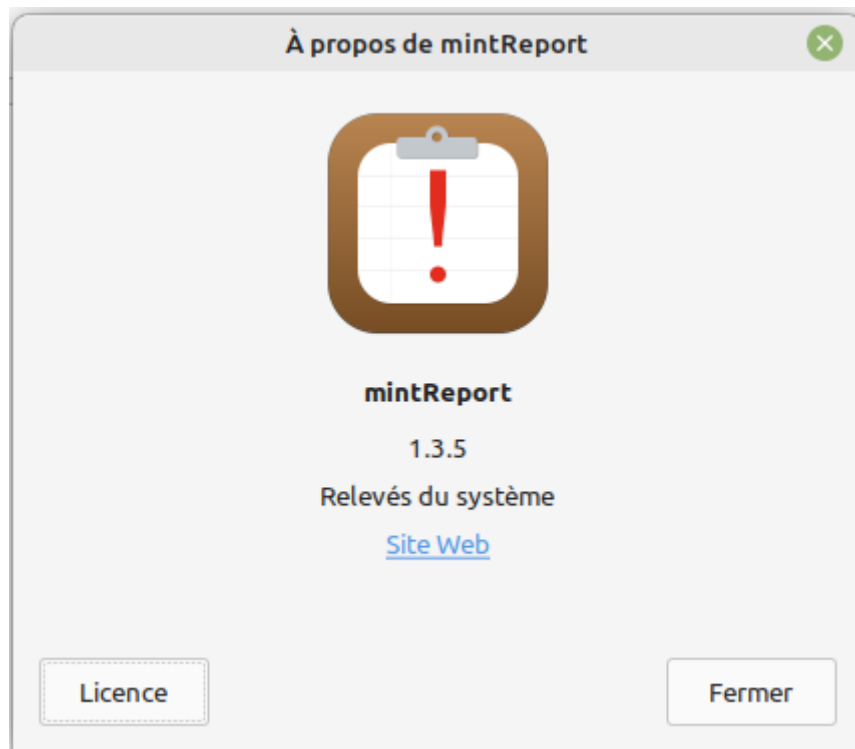 À propos de mintReport
mintReport
1.3.5
Relevés du système
Site Web
Licence
Fermer